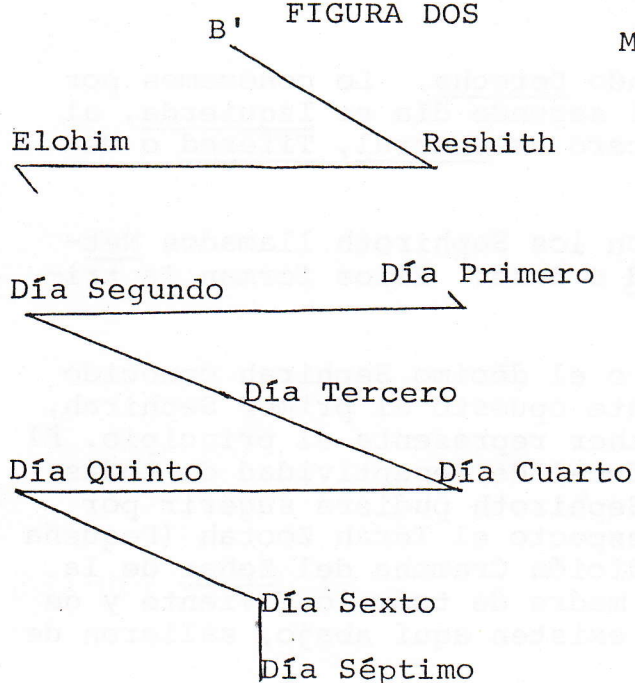 FIGURA DOS
B'
M
Elohim Reshith
Día Primero
Día Segundo
Día Tercero
Día Quinto Día Cuarto
Día Sexto
Día Séptimo